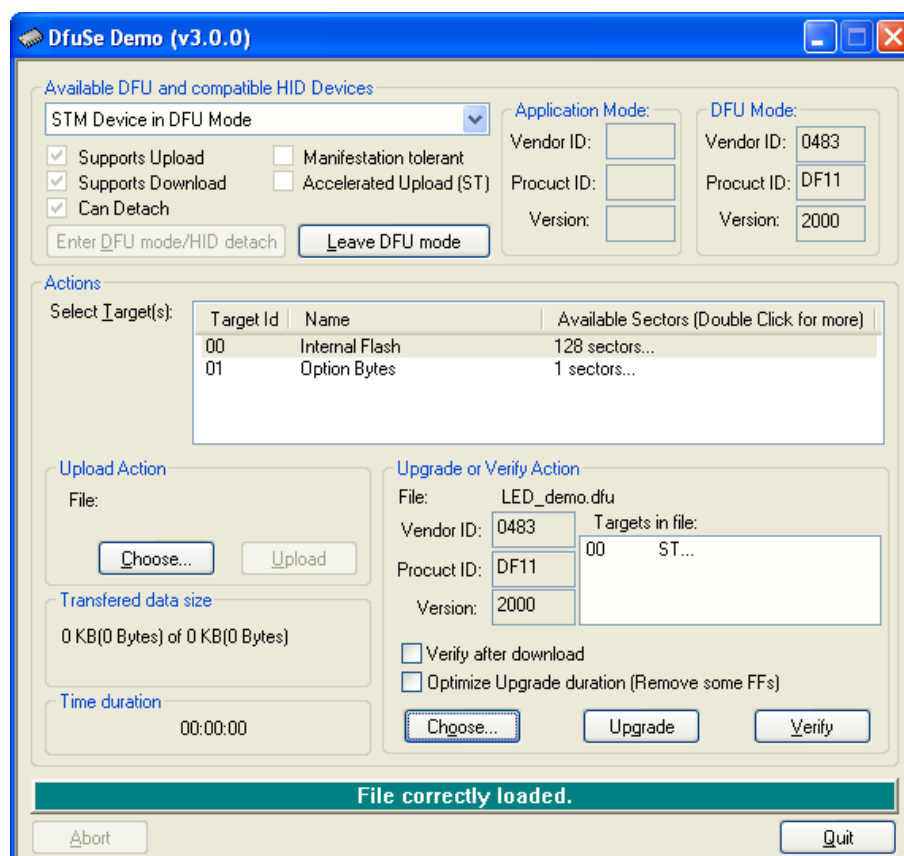 DfuSe Demo (v3.0.0)
Available DFU and compatible HID Devices
STM Device in DFU Mode
Supports Upload
Manifestation tolerant
Supports Download
Accelerated Upload (ST)
Can Detach
Enter DFU mode/HID detach
Leave DFU mode
Application Mode:
Vendor ID:
Procuct ID:
Version:
DFU Mode:
Vendor ID: 0483
Procuct ID: DF11
Version: 2000
Actions
Select Target(s):
Target Id Name Available Sectors (Double Click for more)
00 Internal Flash 128 sectors...
01 Option Bytes 1 sectors...
Upload Action
File:
Choose...
Upload
Transfered data size
0 KB(0 Bytes) of 0 KB(0 Bytes)
Time duration
00:00:00
Upgrade or Verify Action
File: LED_demo.dfu
Vendor ID: 0483
Procuct ID: DF11
Version: 2000
Targets in file:
00 ST...
Verify after download
Optimize Upgrade duration (Remove some FFs)
Choose...
Upgrade
Verify
File correctly loaded.
Abort
Quit